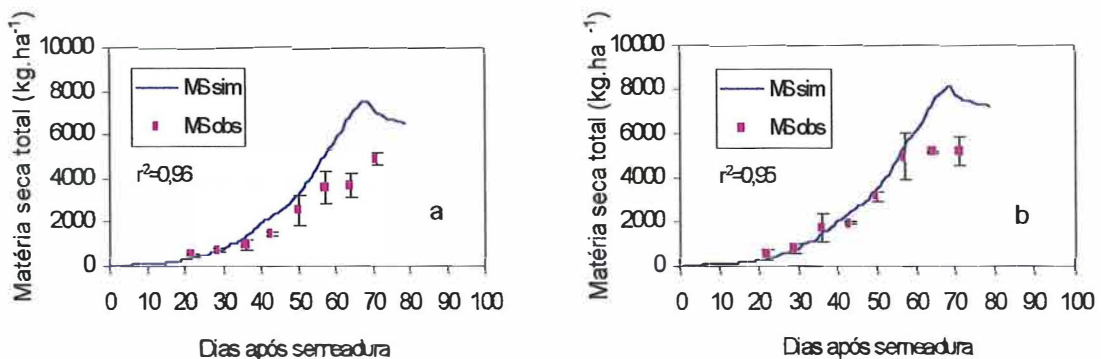 Matéria seca total (kg.ha⁻¹)
10000
8000
6000
4000
2000
0
MSsim
MSobs
r²=0,96
a
0 10 20 30 40 50 60 70 80 90 100
Dias após semeadura
Matéria seca total (kg.ha⁻¹)
10000
8000
6000
4000
2000
0
MSsim
MSobs
r²=0,95
b
0 10 20 30 40 50 60 70 80 90 100
Dias após semeadura